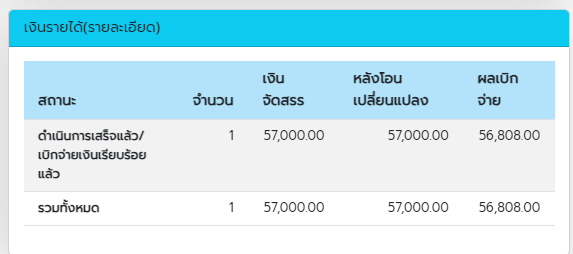 เงินรายได้(รายละเอียด)
สถานะ จำนวน เงินจัดสรร หลังโอนเปลี่ยนแปลง ผลเบิกจ่าย
ดำเนินการเสร็จแล้ว/ 1 57,000.00 57,000.00 56,808.00
เบิกจ่ายเงินเรียบร้อย
แล้ว
รวมทั้งหมด 1 57,000.00 57,000.00 56,808.00